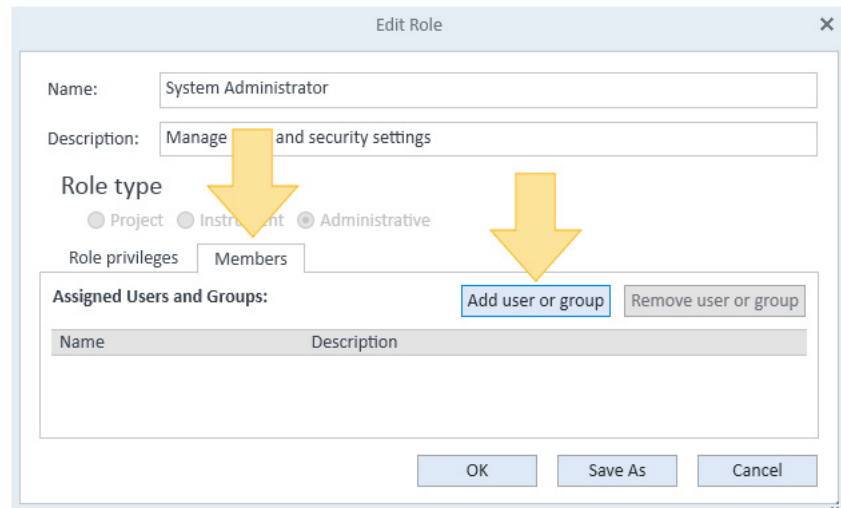 Edit Role
Name: System Administrator
Description: Manage and security settings
Role type
Project Instrument Administrative
Role privileges Members
Assigned Users and Groups: Add user or group Remove user or group
Name Description
OK Save As Cancel